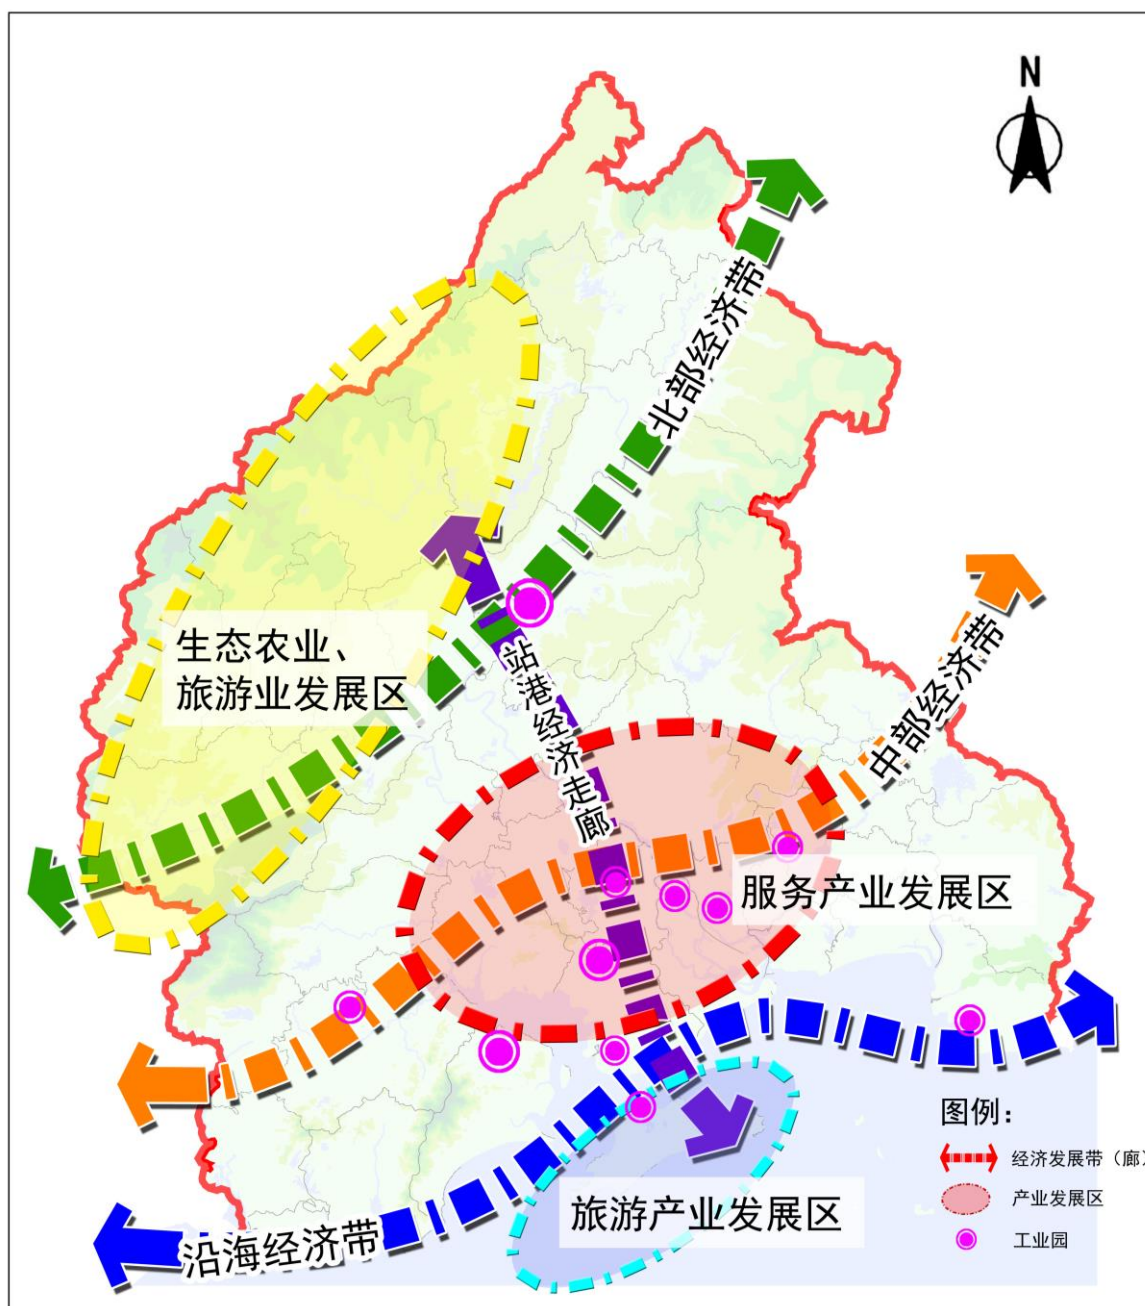 N
北部经济带
生态农业、
旅游业发展区
站港经济走廊
中部经济带
服务产业发展区
图例：
经济发展带（廊）
产业发展区
工业园
旅游产业发展区
沿海经济带